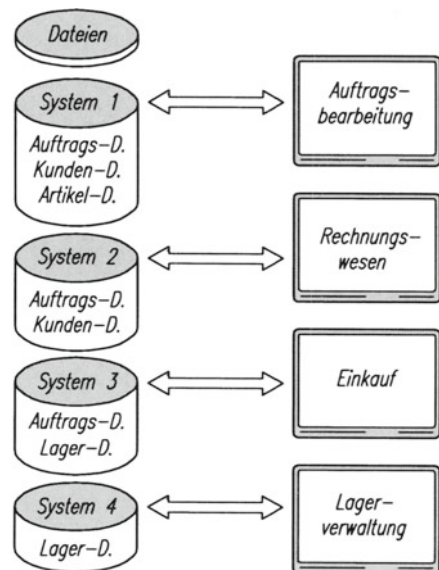 Dateien
System 1
Auftrags-D.
Kunden-D.
Artikel-D.
Auftrags-
bearbeitung
System 2
Auftrags-D.
Kunden-D.
Rechnungs-
wesen
System 3
Auftrags-D.
Lager-D.
Einkauf
System 4
Lager-D.
Lager-
verwaltung